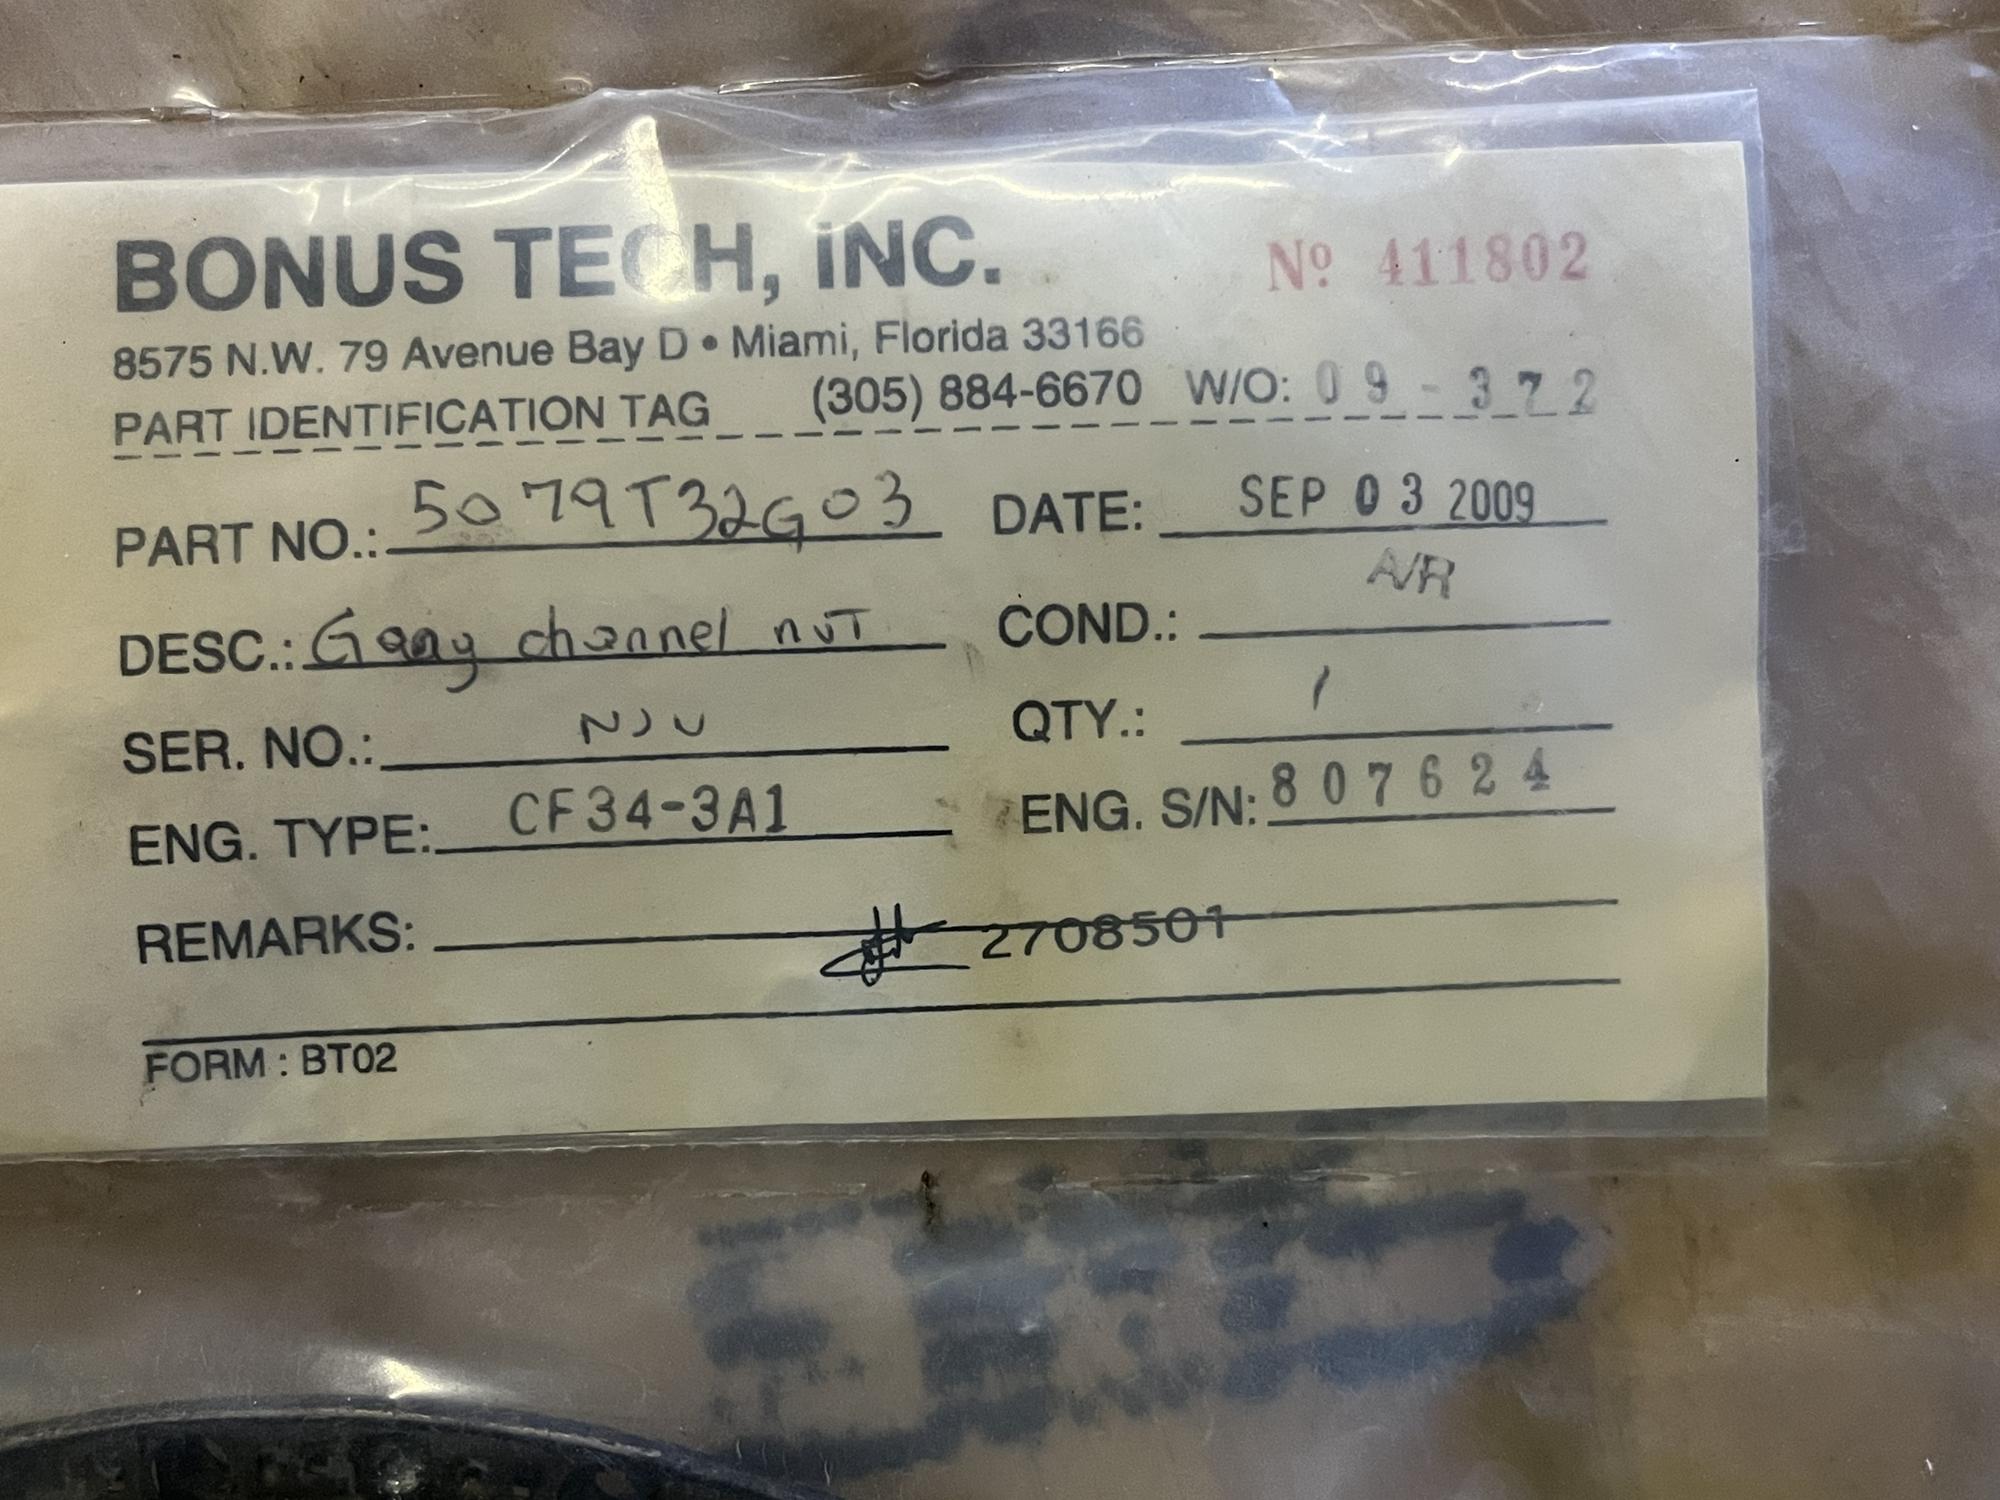 BONUS TECH, INC.
Nº 411802
8575 N.W. 79 Avenue Bay D • Miami, Florida 33166
PART IDENTIFICATION TAG (305) 884-6670 W/O: 09-372
PART NO.: 5079T32G03 DATE: SEP 03 2009
DESC.: Gang channel nut COND.: A/R
SER. NO.: QTY.: 1
ENG. TYPE: CF34-3A1 ENG. S/N: 807624
REMARKS: 2708501
FORM : BT02